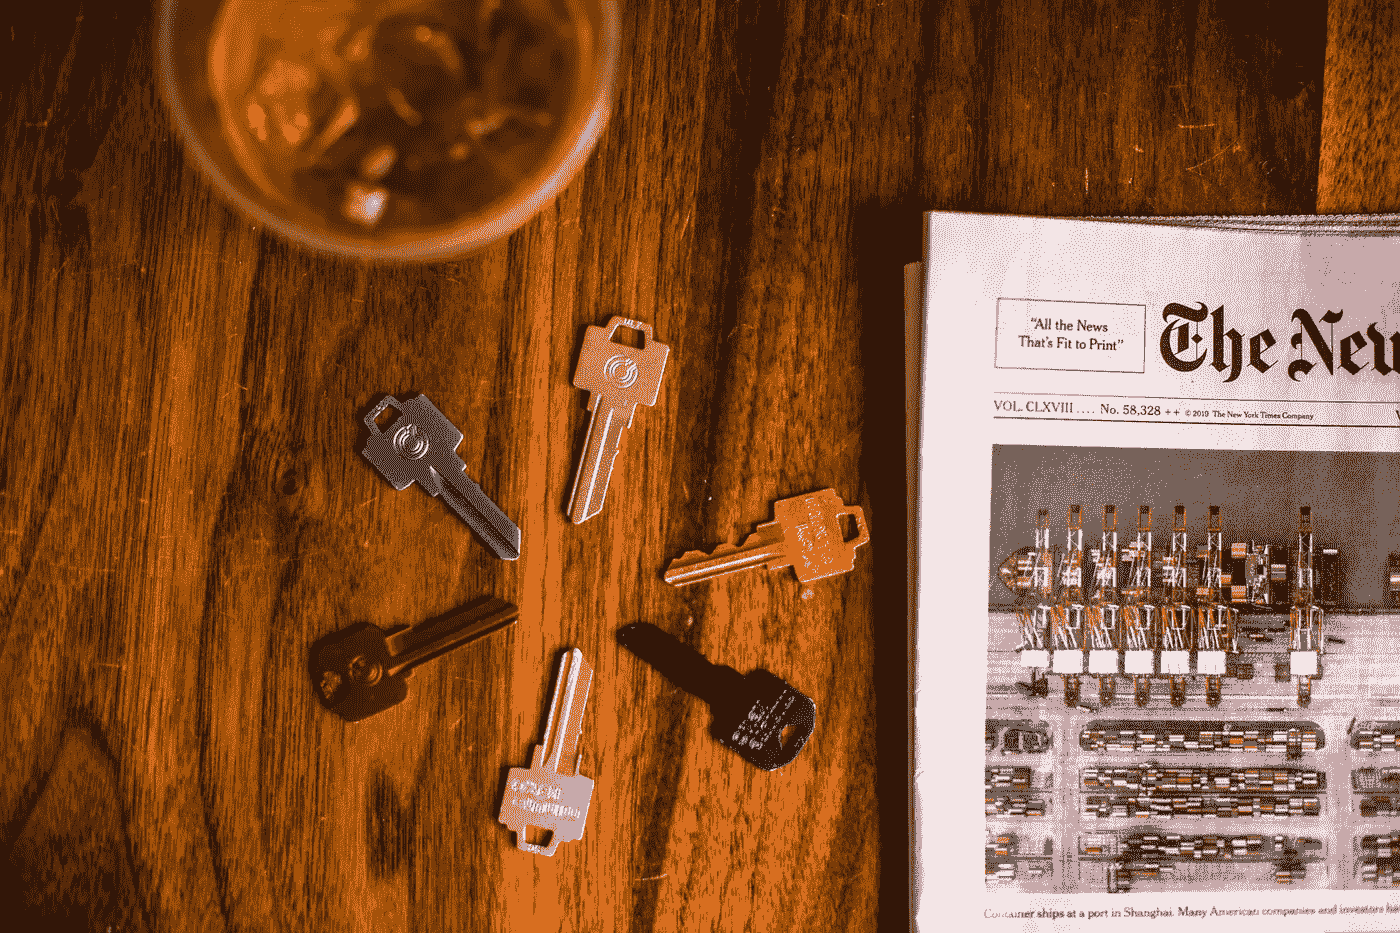 “All the News
That’s Fit to Print”
The New
VOL. CLXVIII .... No. 58,328 ++ © 2019 The New York Times Company
Container ships at a port in Shanghai. Many American companies and investors